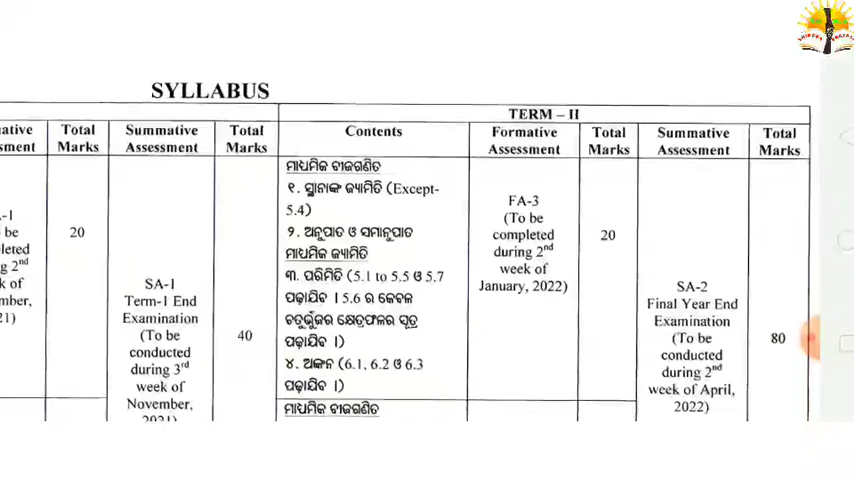 SYLLABUS
TERM – II
ative
ssment
Total
Marks
Summative
Assessment
Total
Marks
Contents
Formative
Assessment
Total
Marks
Summative
Assessment
Total
Marks
20
SA-1
Term-1 End
Examination
(To be
conducted
during 3rd
week of
November,
2021)
40
ମାଧ୍ୟମିକ ବୀଜଗଣିତ
୧. ସ୍ଥାନାଙ୍କ ଜ୍ୟାମିତି (Except-
5.4)
୨. ଅନୁପାତ ଓ ସମାନୁପାତ
ମାଧ୍ୟମିକ ଜ୍ୟାମିତି
୩. ପରିମିତି (5.1 to 5.5 ଓ 5.7
ପଢ଼ାଯିବ । 5.6 ର କେବଳ
ଚତୁର୍ଭୁଜର କ୍ଷେତ୍ରଫଳର ସୂତ୍ର
ପଢ଼ାଯିବ ।)
୪. ଅଙ୍କନ (6.1, 6.2 ଓ 6.3
ପଢ଼ାଯିବ ।)
ମାଧ୍ୟମିକ ବୀଜଗଣିତ
FA-3
(To be
completed
during 2nd
week of
January, 2022)
20
SA-2
Final Year End
Examination
(To be
conducted
during 2nd
week of April,
2022)
80